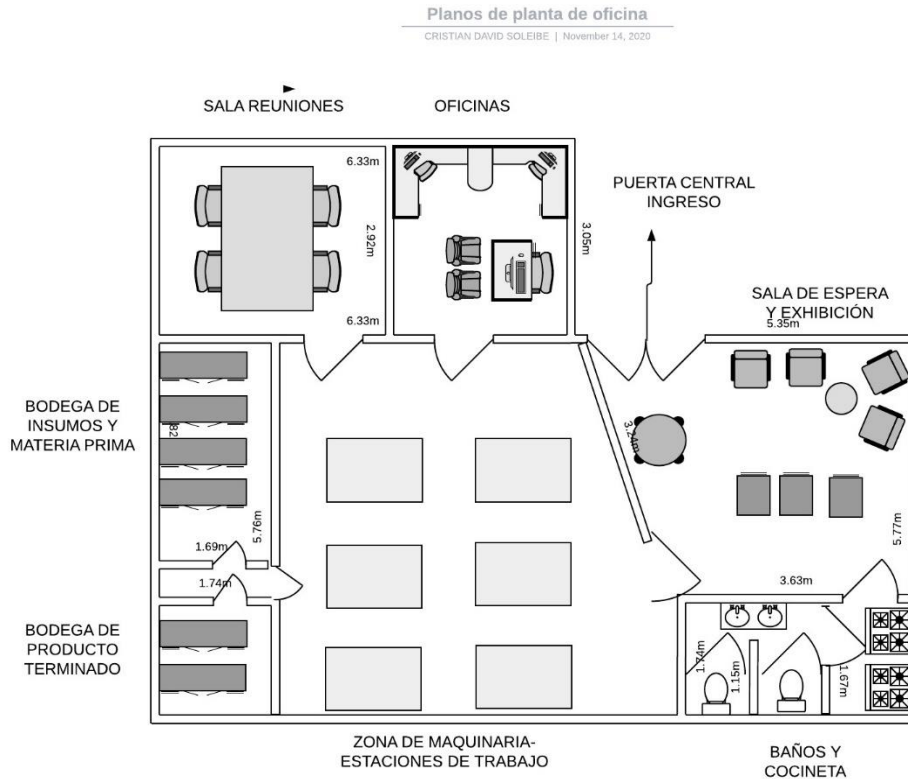 Planos de planta de oficina
CRISTIAN DAVID SOLEIBE | November 14, 2020
SALA REUNIONES
OFICINAS
6.33m
2.92m
6.33m
3.05m
PUERTA CENTRAL
INGRESO
SALA DE ESPERA
Y EXHIBICIÓN
5.35m
BODEGA DE
INSUMOS Y
MATERIA PRIMA
82
3.24m
5.76m
1.69m
1.74m
5.77m
3.63m
BODEGA DE
PRODUCTO
TERMINADO
1.74m
1.15m
1.67m
ZONA DE MAQUINARIA-
ESTACIONES DE TRABAJO
BAÑOS Y
COCINETA